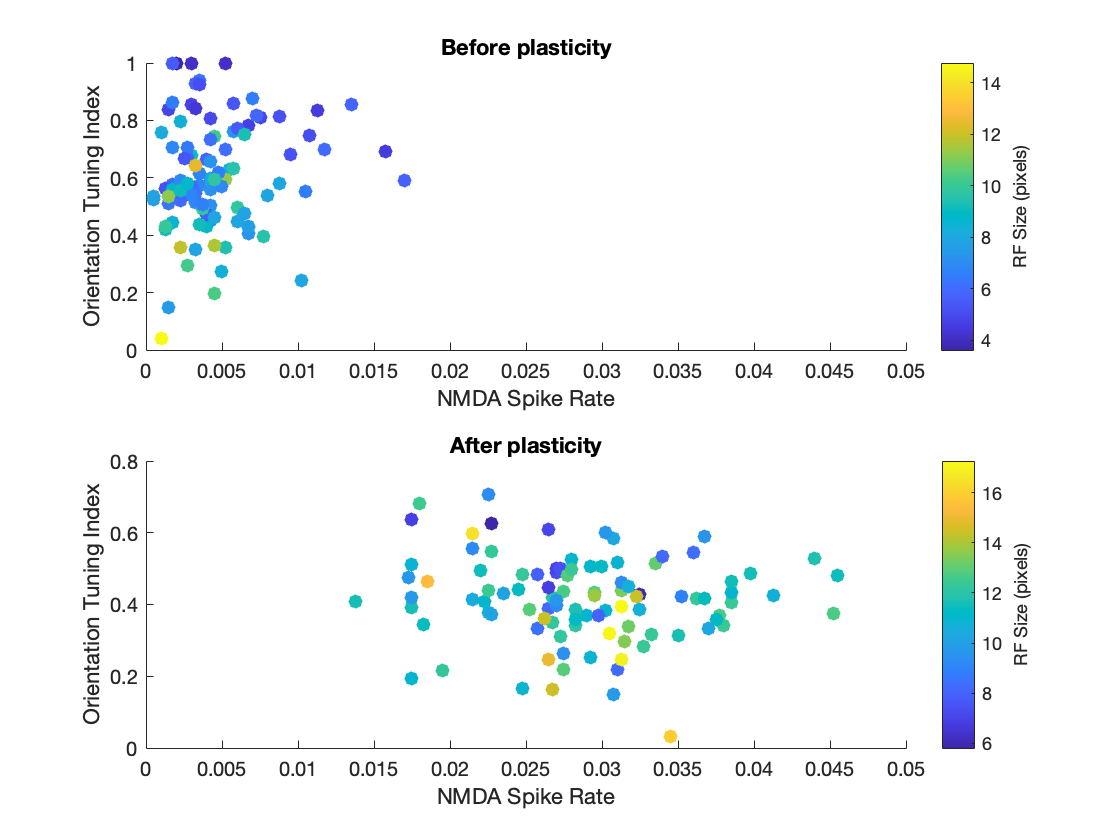 Before plasticity
Orientation Tuning Index
1
0.8
0.6
0.4
0.2
0
0 0.005 0.01 0.015 0.02 0.025 0.03 0.035 0.04 0.045 0.05
NMDA Spike Rate
14
12
10
8
6
4
RF Size (pixels)
After plasticity
Orientation Tuning Index
0.8
0.6
0.4
0.2
0
0 0.005 0.01 0.015 0.02 0.025 0.03 0.035 0.04 0.045 0.05
NMDA Spike Rate
16
14
12
10
8
6
RF Size (pixels)